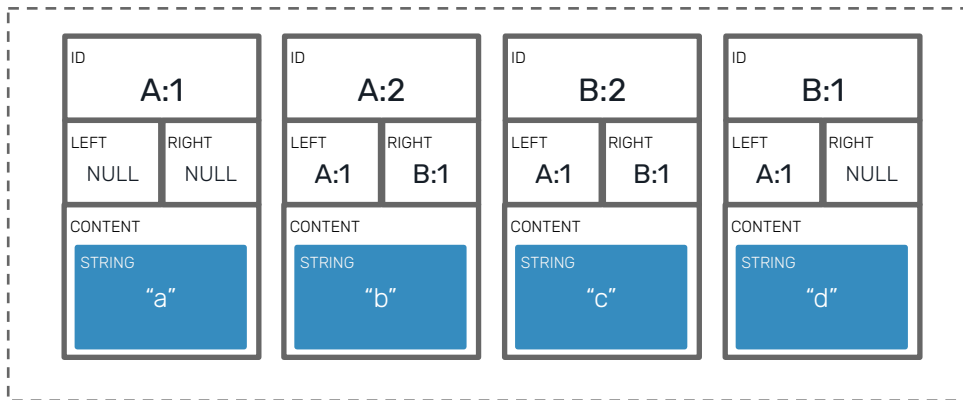 ID
A:1
LEFT
NULL
RIGHT
NULL
CONTENT
STRING
“a”
ID
A:2
LEFT
A:1
RIGHT
B:1
CONTENT
STRING
“b”
ID
B:2
LEFT
A:1
RIGHT
B:1
CONTENT
STRING
“c”
ID
B:1
LEFT
A:1
RIGHT
NULL
CONTENT
STRING
“d”